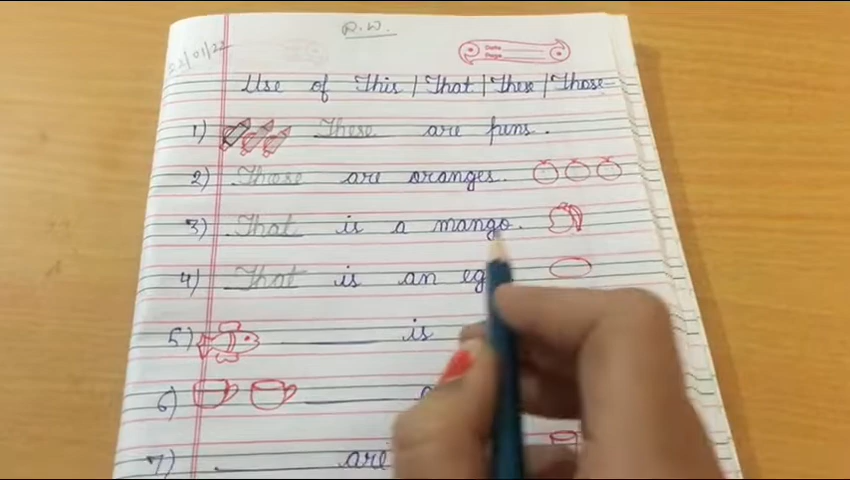 R.W.
Date
Page
Use of This | That | These | Those
1) These are pens.
2) Those are oranges.
3) That is a mango.
4) That is an eg
5) is
6)
7) are